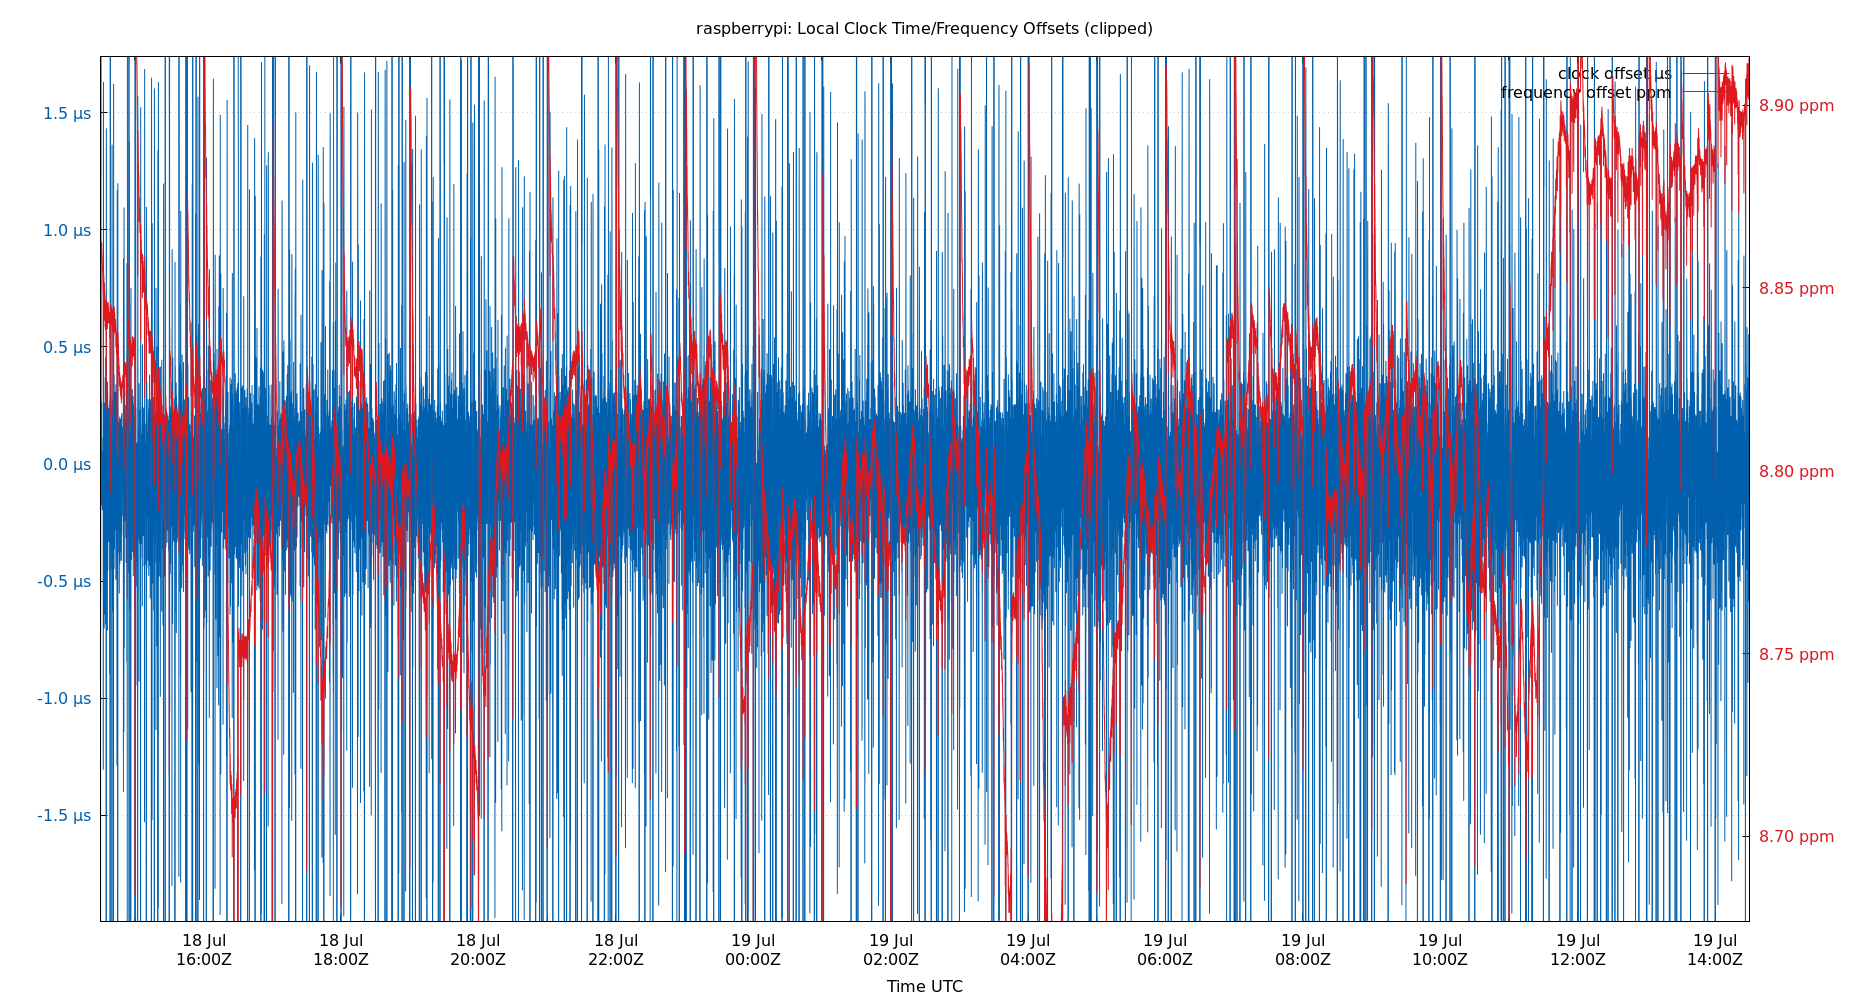 raspberrypi: Local Clock Time/Frequency Offsets (clipped)
clock offset µs
frequency offset ppm
1.5 µs
1.0 µs
0.5 µs
0.0 µs
-0.5 µs
-1.0 µs
-1.5 µs
8.90 ppm
8.85 ppm
8.80 ppm
8.75 ppm
8.70 ppm
18 Jul 18 Jul 18 Jul 18 Jul 19 Jul 19 Jul 19 Jul 19 Jul 19 Jul 19 Jul 19 Jul 19 Jul
16:00Z 18:00Z 20:00Z 22:00Z 00:00Z 02:00Z 04:00Z 06:00Z 08:00Z 10:00Z 12:00Z 14:00Z
Time UTC